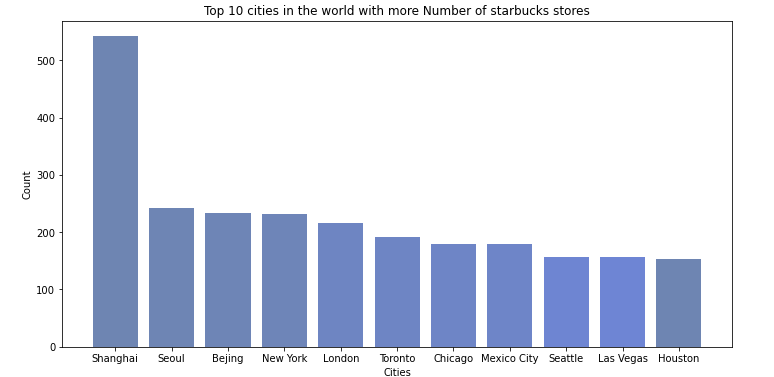 Top 10 cities in the world with more Number of starbucks stores
500
400
300
200
100
0
Count
Shanghai Seoul Bejing New York London Toronto Chicago Mexico City Seattle Las Vegas Houston
Cities